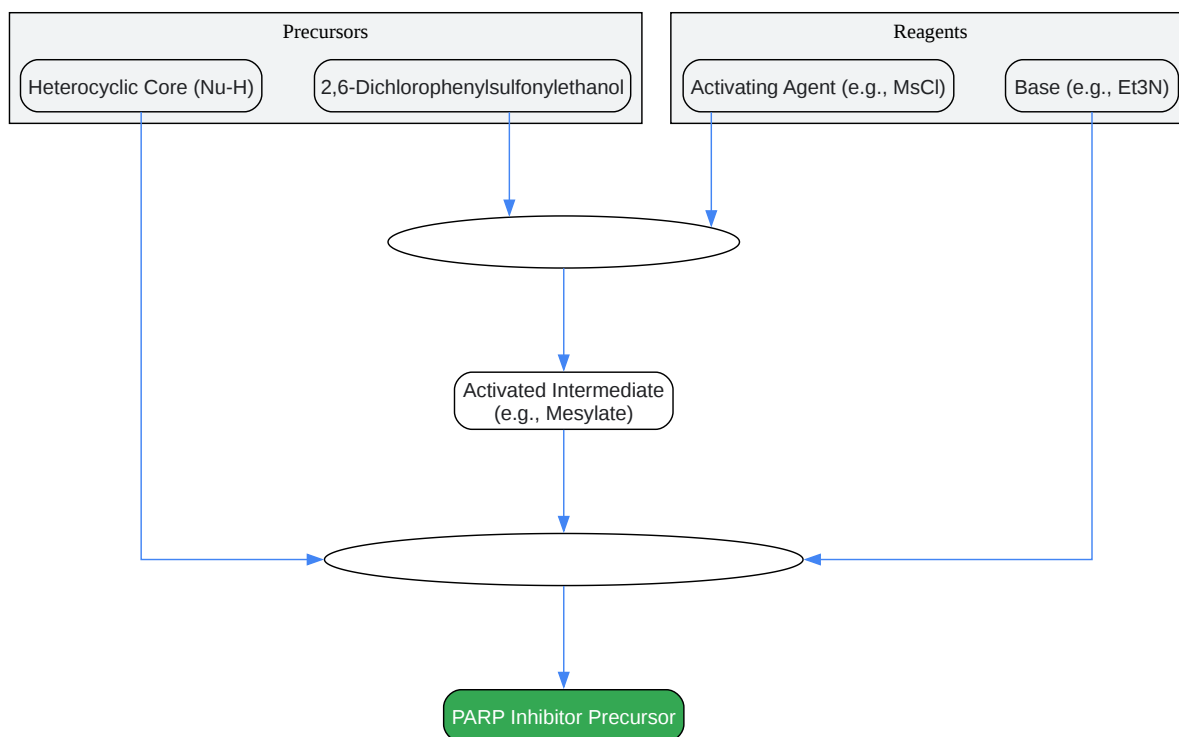 Precursors
Reagents
Heterocyclic Core (Nu-H)
2,6-Dichlorophenylsulfonylethanol
Activating Agent (e.g., MsCl)
Base (e.g., Et3N)
Activated Intermediate
(e.g., Mesylate)
PARP Inhibitor Precursor